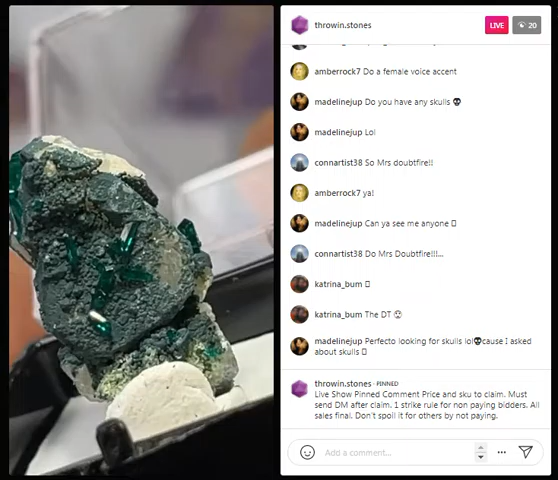 throwin.stones
LIVE
20
amberrock7 Do a female voice accent
madelinejup Do you have any skulls 💀
madelinejup Lol
connartist38 So Mrs doubtfire!!
amberrock7 ya!
madelinejup Can ya see me anyone
connartist38 Do Mrs Doubtfire!!!...
katrina_bum
katrina_bum The DT
madelinejup Perfecto looking for skulls lol💀cause I asked
about skulls
throwin.stones · PINNED
Live Show Pinned Comment Price and sku to claim. Must
send DM after claim. 1 strike rule for non paying bidders. All
sales final. Don't spoil it for others by not paying.
Add a comment...